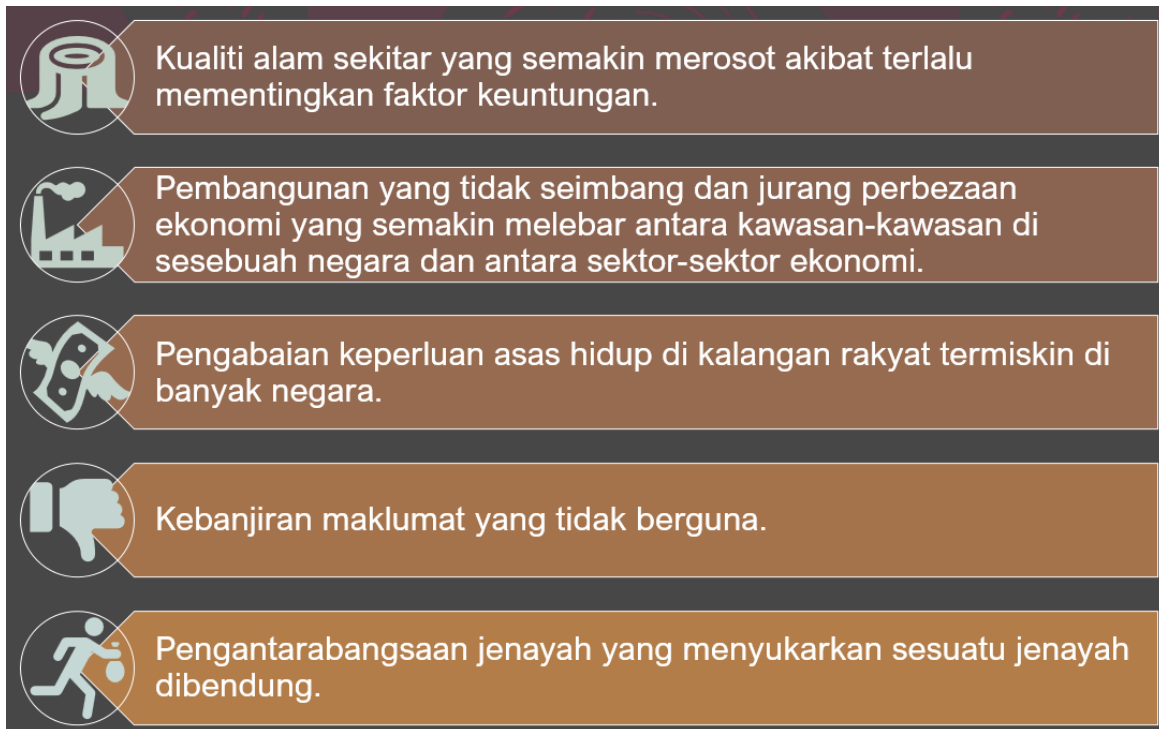 Kualiti alam sekitar yang semakin merosot akibat terlalu
mementingkan faktor keuntungan.
Pembangunan yang tidak seimbang dan jurang perbezaan
ekonomi yang semakin melebar antara kawasan-kawasan di
sesebuah negara dan antara sektor-sektor ekonomi.
Pengabaian keperluan asas hidup di kalangan rakyat termiskin di
banyak negara.
Kebanjiran maklumat yang tidak berguna.
Pengantarabangsaan jenayah yang menyukarkan sesuatu jenayah
dibendung.